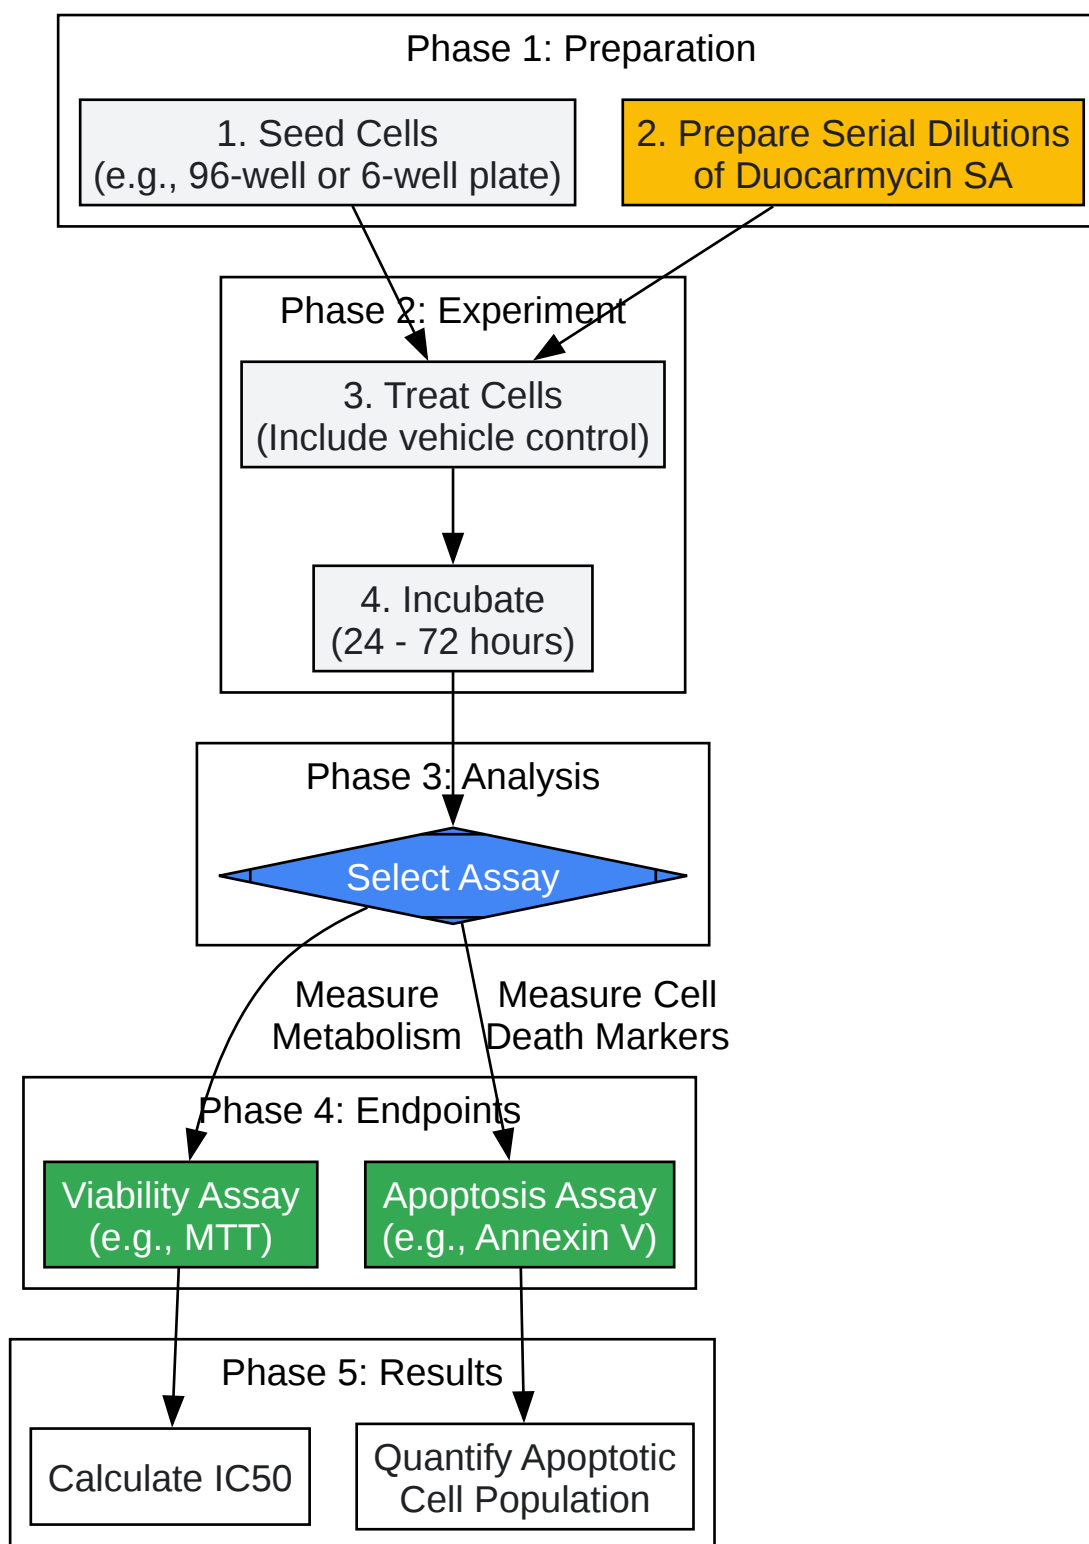 Phase 1: Preparation
1. Seed Cells
(e.g., 96-well or 6-well plate)
2. Prepare Serial Dilutions
of Duocarmycin SA
Phase 2: Experiment
3. Treat Cells
(Include vehicle control)
4. Incubate
(24 - 72 hours)
Phase 3: Analysis
Select Assay
Measure
Metabolism
Measure Cell
Death Markers
Phase 4: Endpoints
Viability Assay
(e.g., MTT)
Apoptosis Assay
(e.g., Annexin V)
Phase 5: Results
Calculate IC50
Quantify Apoptotic
Cell Population